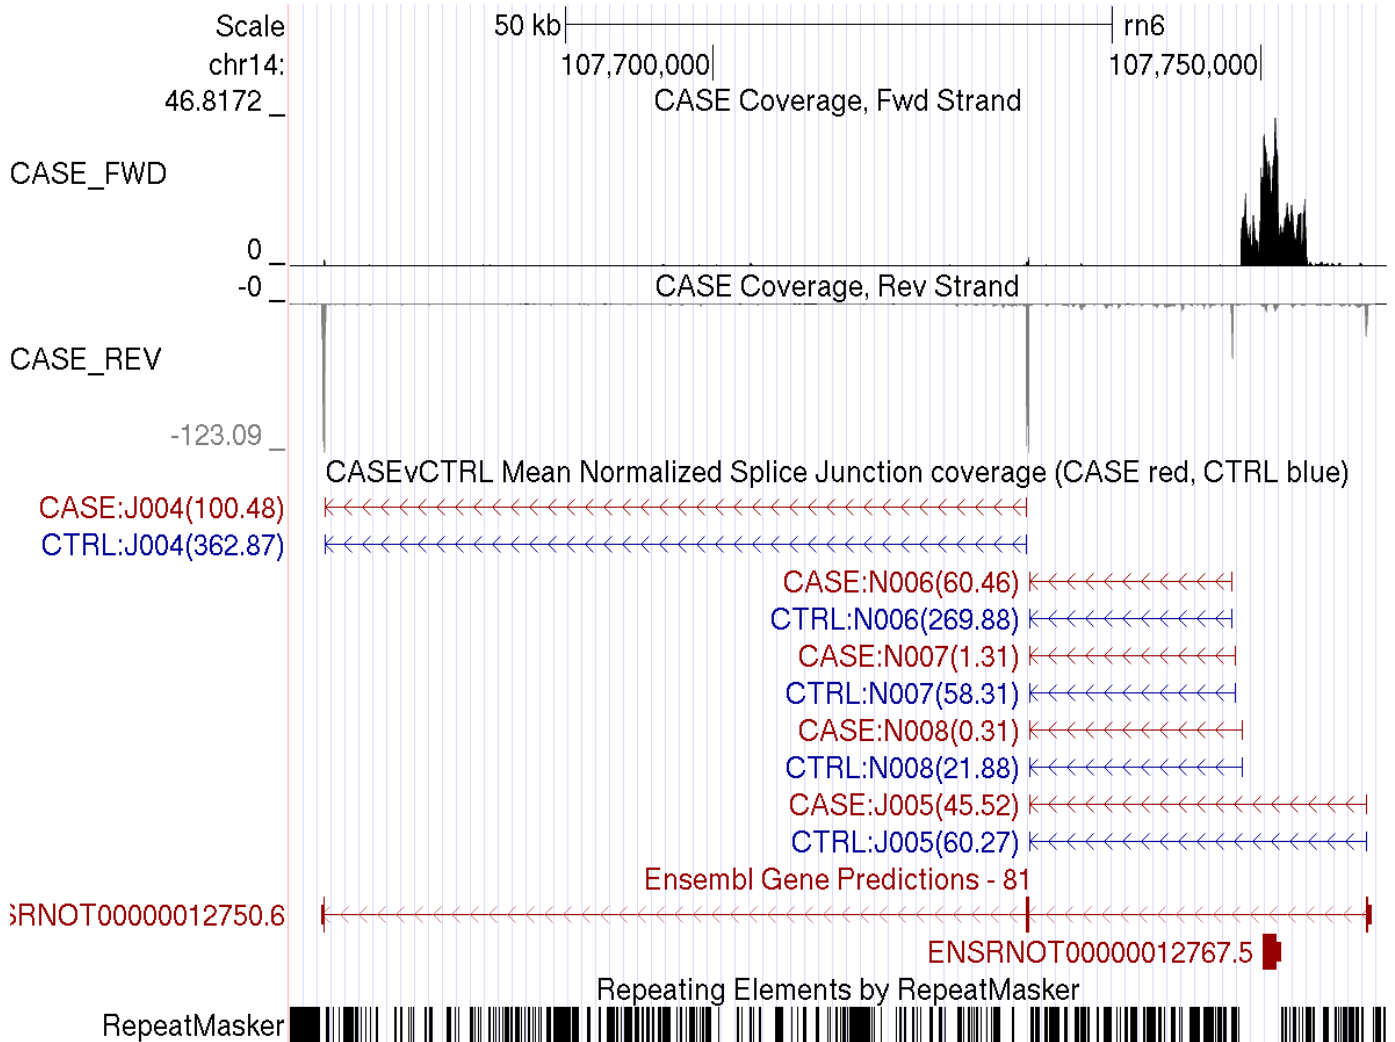 Scale 50 kb rn6
chr14: 107,700,000 107,750,000
46.8172 CASE Coverage, Fwd Strand
CASE_FWD
0
-0 CASE Coverage, Rev Strand
CASE_REV
-123.09
CASEvCTRL Mean Normalized Splice Junction coverage (CASE red, CTRL blue)
CASE:J004(100.48)
CTRL:J004(362.87)
CASE:N006(60.46)
CTRL:N006(269.88)
CASE:N007(1.31)
CTRL:N007(58.31)
CASE:N008(0.31)
CTRL:N008(21.88)
CASE:J005(45.52)
CTRL:J005(60.27)
Ensembl Gene Predictions - 81
SRNOT00000012750.6
ENSRNOT00000012767.5
Repeating Elements by RepeatMasker
RepeatMasker